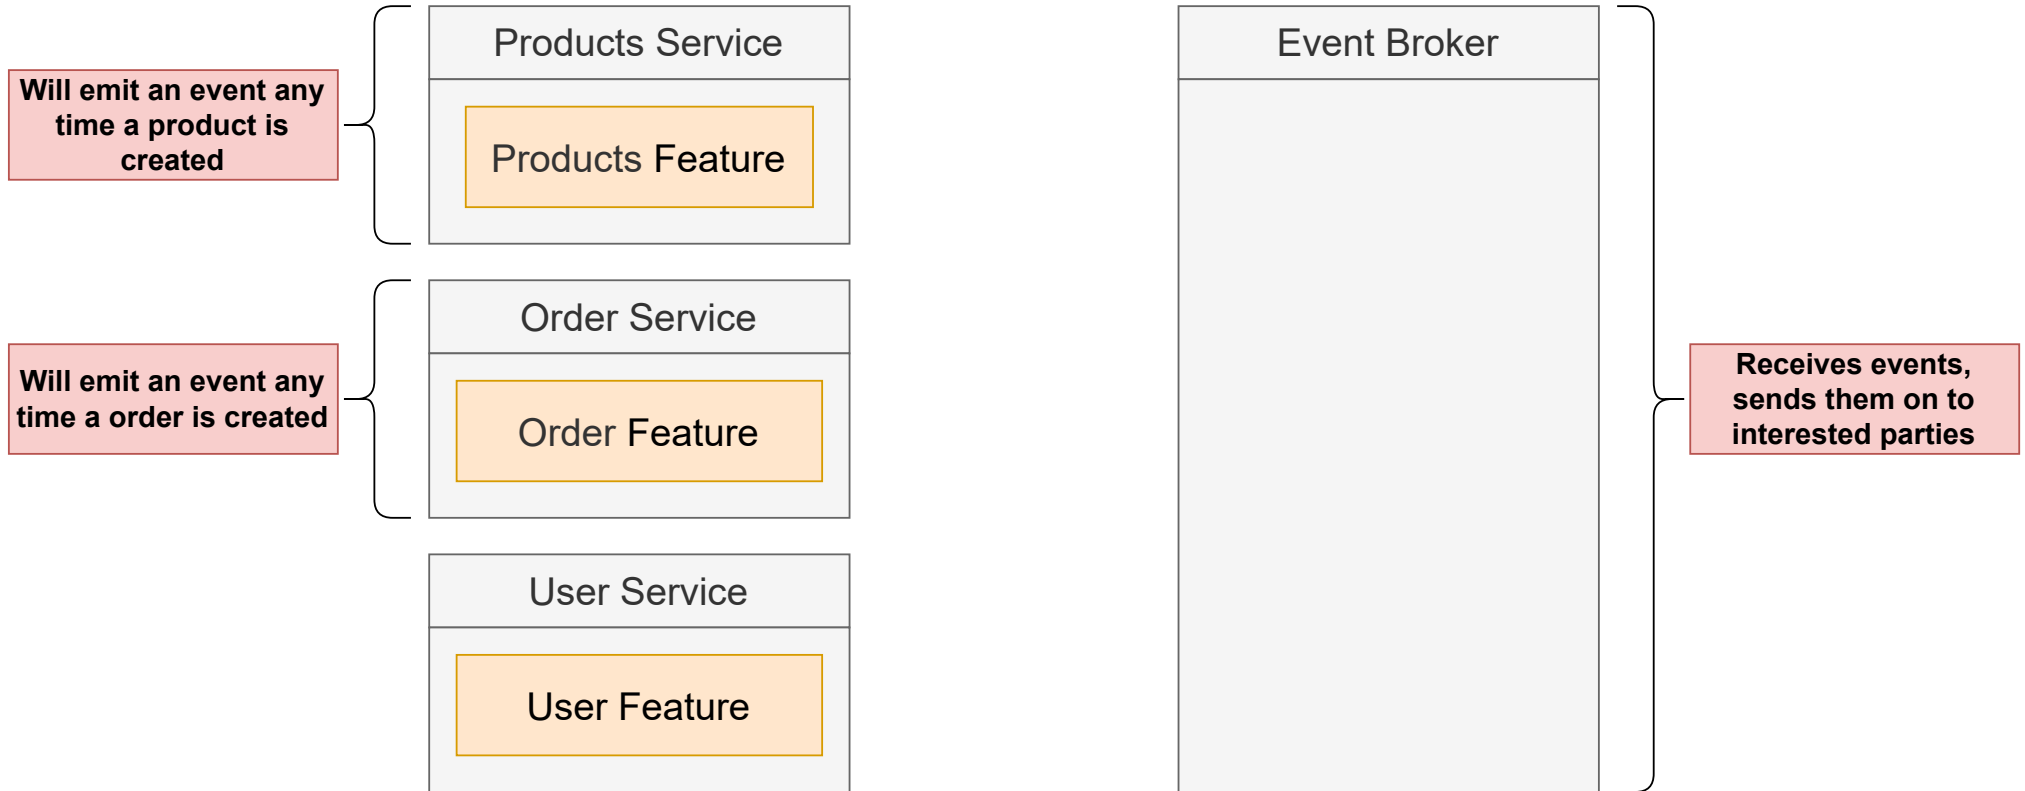 Products Service
Event Broker
Will emit an event any
time a product is
created
Products Feature
Order Service
Will emit an event any
time a order is created
Order Feature
Receives events,
sends them on to
interested parties
User Service
User Feature